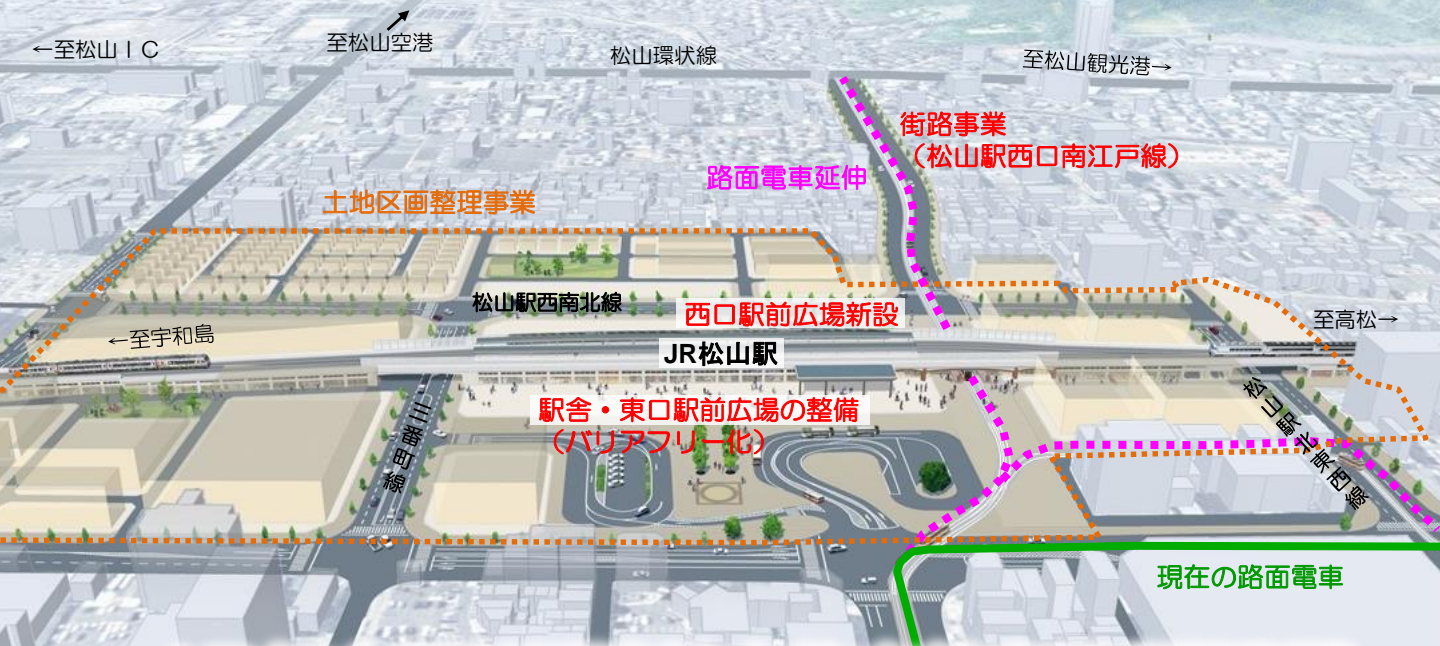 ←至松山ＩＣ
至松山空港
松山環状線
至松山観光港→
街路事業
（松山駅西口南江戸線）
路面電車延伸
土地区画整理事業
松山駅西南北線
西口駅前広場新設
←至宇和島
至高松→
JR松山駅
駅舎・東口駅前広場の整備
（バリアフリー化）
三番町線
松山駅北東西線
現在の路面電車